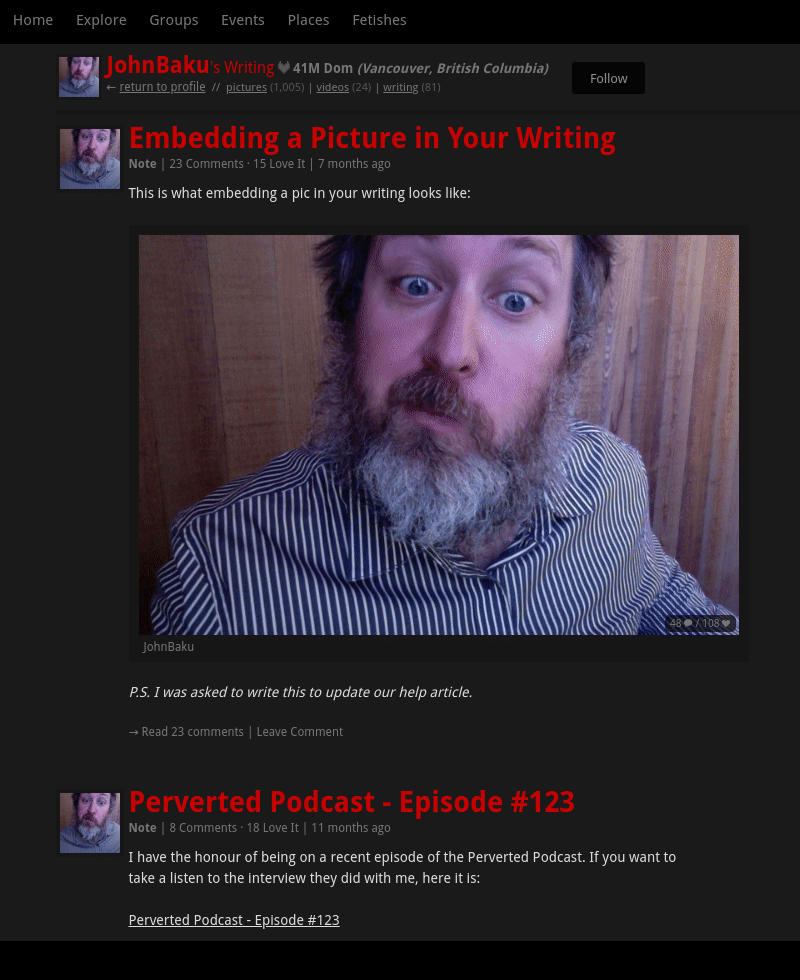 Home Explore Groups Events Places Fetishes
JohnBaku's Writing 41M Dom (Vancouver, British Columbia)
Follow
← return to profile // pictures (1,005) | videos (24) | writing (81)
Embedding a Picture in Your Writing
Note | 23 Comments · 15 Love It | 7 months ago
This is what embedding a pic in your writing looks like:
48 / 108
JohnBaku
P.S. I was asked to write this to update our help article.
→ Read 23 comments | Leave Comment
Perverted Podcast - Episode #123
Note | 8 Comments · 18 Love It | 11 months ago
I have the honour of being on a recent episode of the Perverted Podcast. If you want to
take a listen to the interview they did with me, here it is:
Perverted Podcast - Episode #123